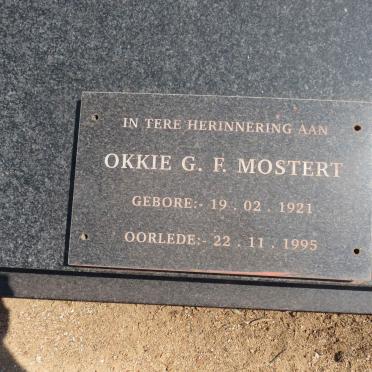 IN TERE HERINNERING AAN
OKKIE G. F. MOSTERT
GEBORE:- 19 . 02 . 1921
OORLEDE:- 22 . 11 . 1995